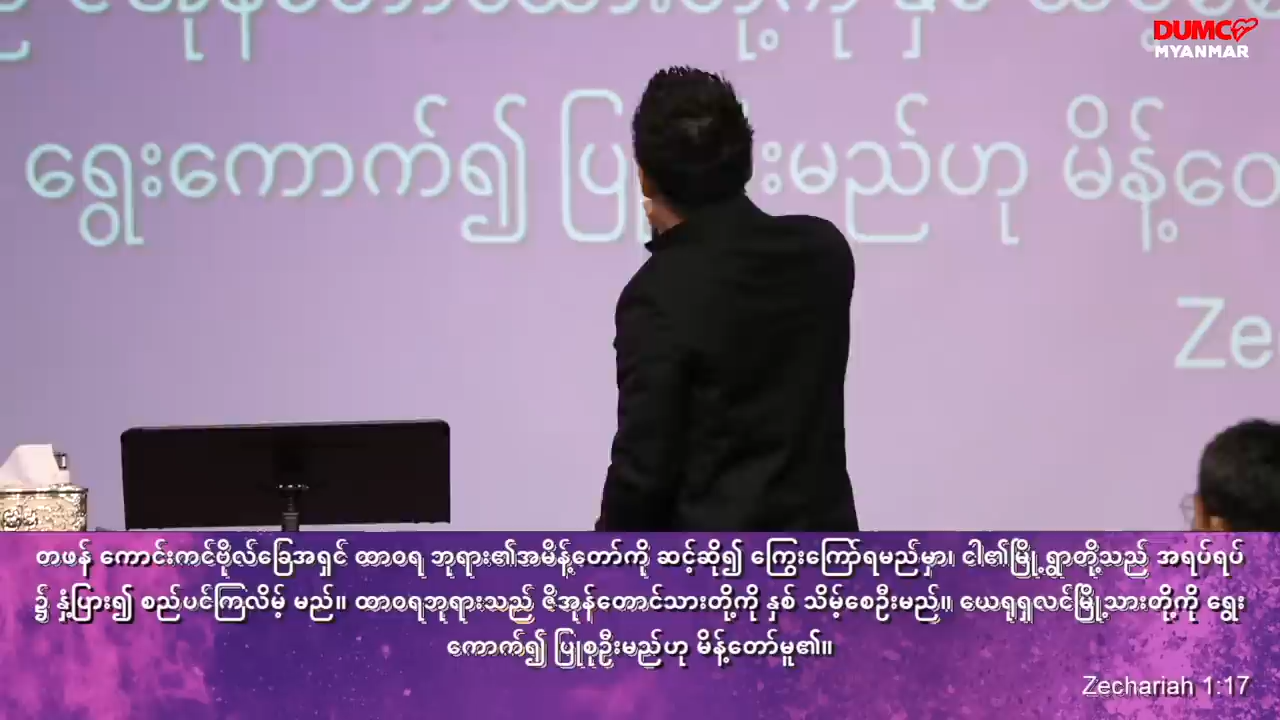 DUMC
MYANMAR
ရွေးကောက်၍ ပြု
းမည်ဟု မိန့်တေ
Ze
တဖန် ကောင်းကင်ဗိုလ်ခြေအရှင် ထာဝရ ဘုရား၏အမိန့်တော်ကို ဆင့်ဆို၍ ကြွေးကြော်ရမည်မှာ၊ ငါ၏မြို့ရွာတို့သည် အရပ်ရပ်
၌ နှံ့ပြား၍ စည်ပင်ကြလိမ့် မည်။ ထာဝရဘုရားသည် ဇိအုန်တောင်သားတို့ကို နှစ် သိမ့်စေဦးမည်။ ယေရုရှလင်မြို့သားတို့ကို ရွေး
ကောက်၍ ပြုစုဦးမည်ဟု မိန့်တော်မူ၏။
Zechariah 1:17